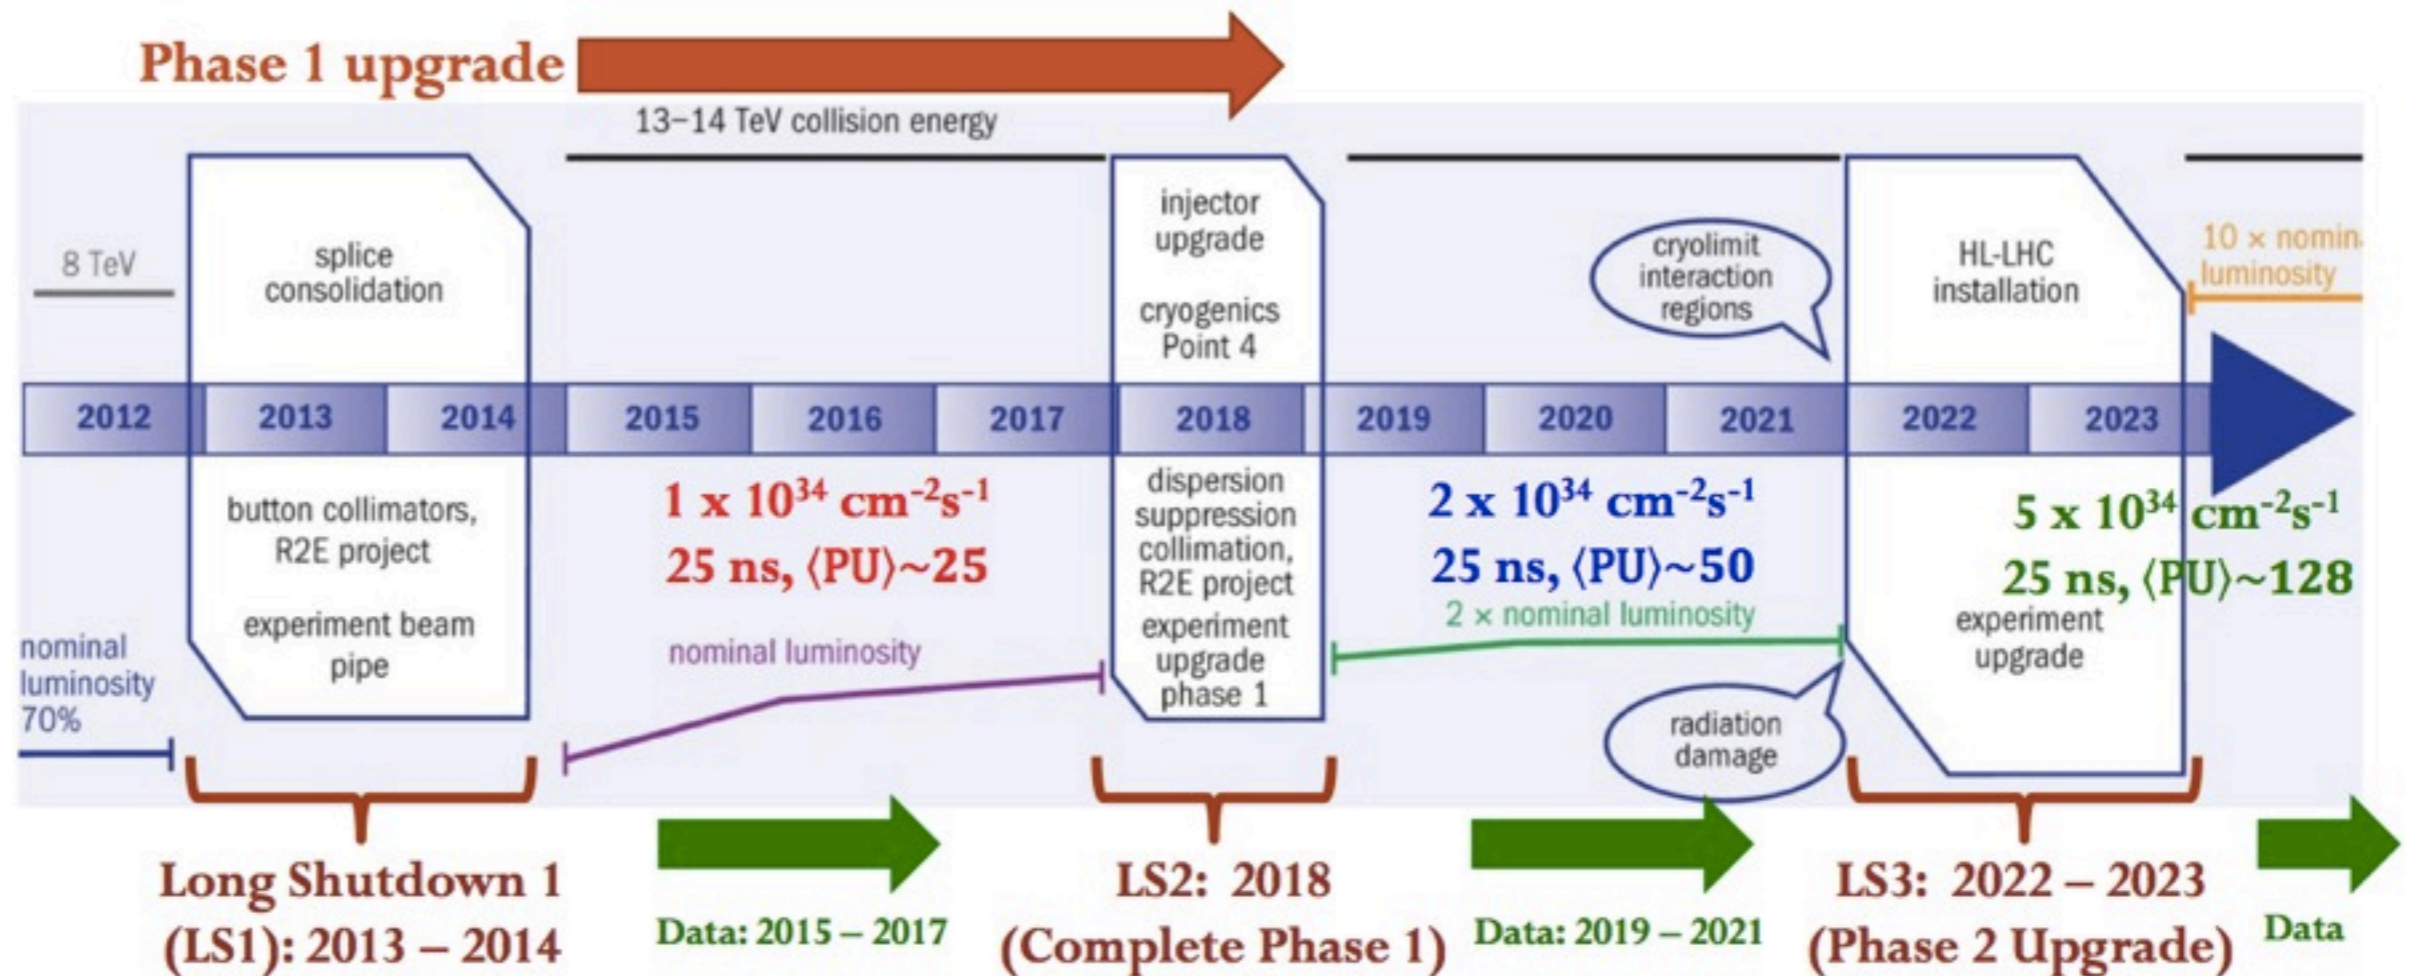 Phase 1 upgrade
13–14 TeV collision energy
8 TeV
splice
consolidation
injector
upgrade
cryogenics
Point 4
cryolimit
interaction
regions
HL-LHC
installation
10 × nomin
luminosity
2012 2013 2014 2015 2016 2017 2018 2019 2020 2021 2022 2023
button collimators,
R2E project
experiment beam
pipe
nominal
luminosity
70%
1 x 10³⁴ cm⁻²s⁻¹
25 ns, ⟨PU⟩~25
nominal luminosity
dispersion
suppression
collimation,
R2E project
experiment
upgrade
phase 1
2 x 10³⁴ cm⁻²s⁻¹
25 ns, ⟨PU⟩~50
2 × nominal luminosity
radiation
damage
5 x 10³⁴ cm⁻²s⁻¹
25 ns, ⟨PU⟩~128
experiment
upgrade
Long Shutdown 1
(LS1): 2013 – 2014
Data: 2015 – 2017
LS2: 2018
(Complete Phase 1)
Data: 2019 – 2021
LS3: 2022 – 2023
(Phase 2 Upgrade)
Data